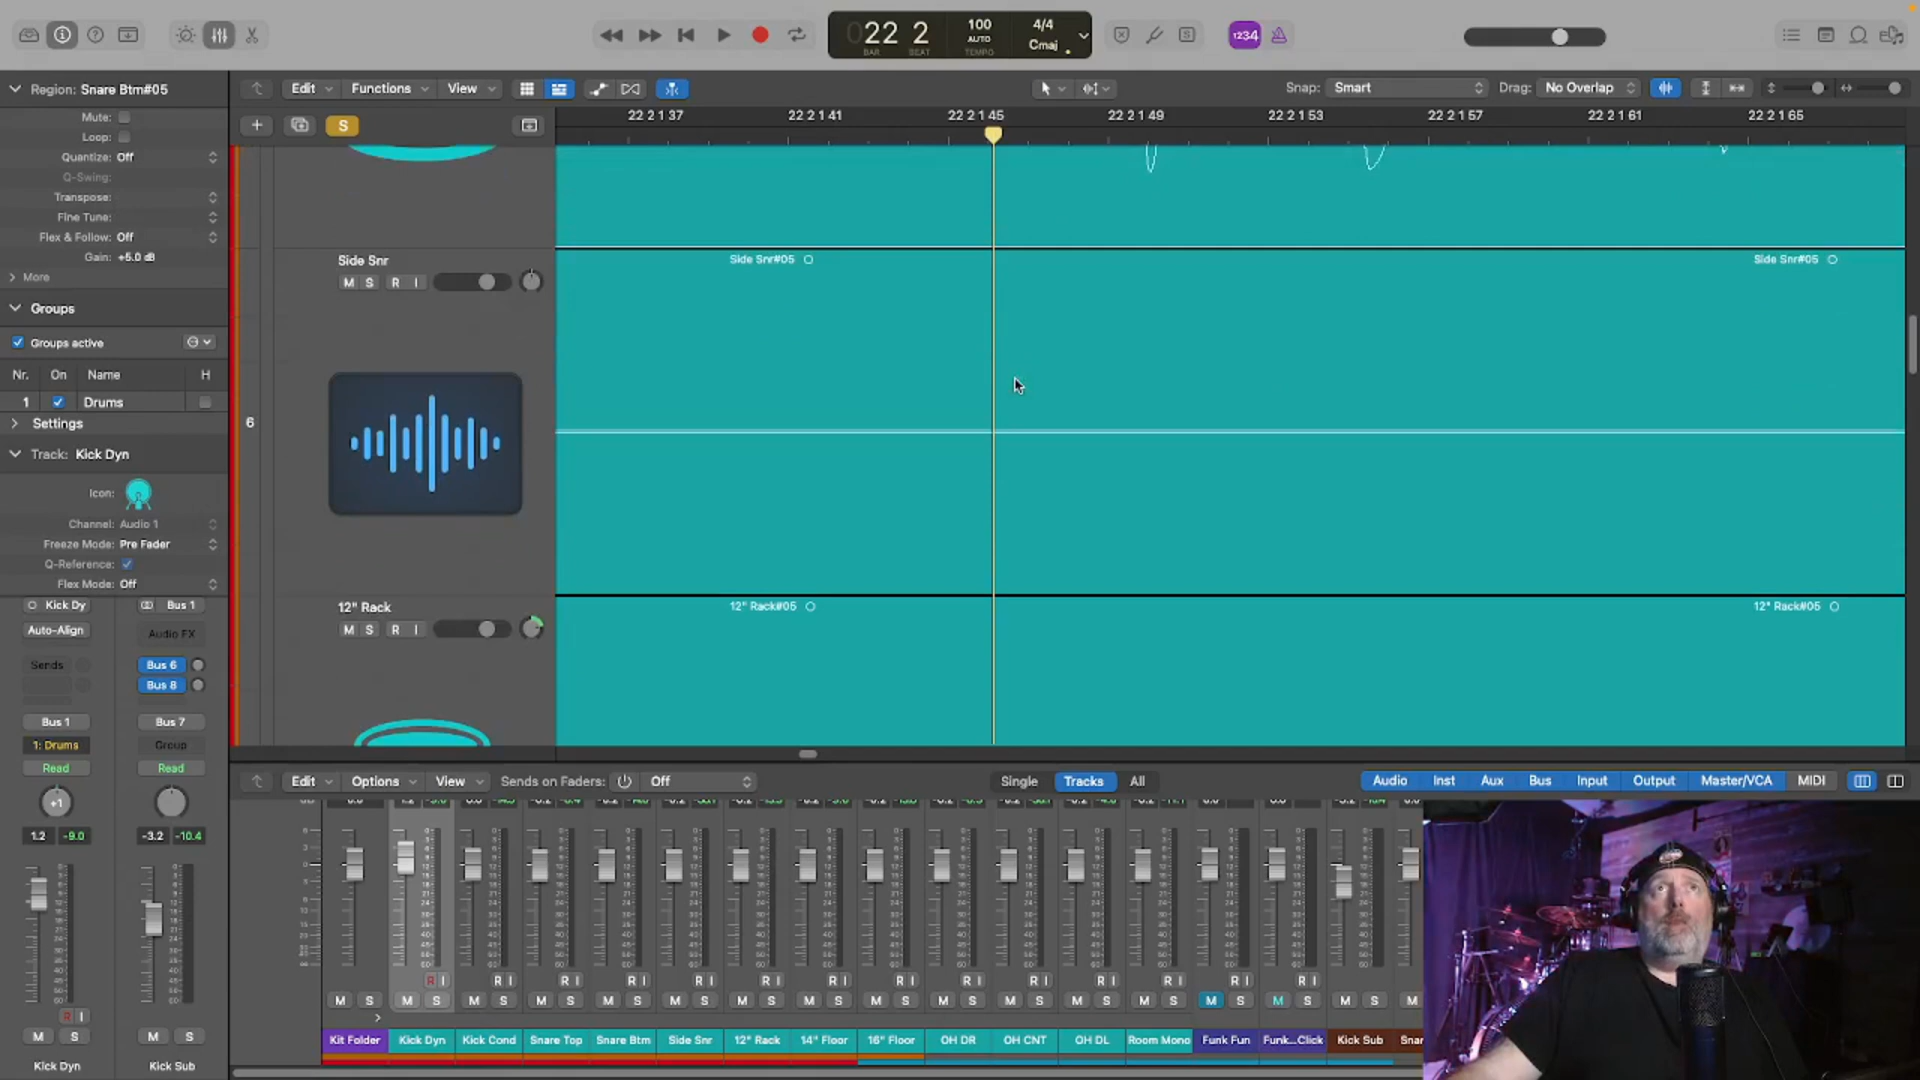 22 2
BAR BEAT
100
AUTO
TEMPO
4/4
Cmaj
1234
Region: Snare Btm#05
Edit Functions View
Snap: Smart Drag: No Overlap
Mute:
Loop:
Quantize: Off
Q-Swing:
Transpose:
Fine Tune:
Flex & Follow: Off
Gain: +5.0 dB
More
S
22 2 1 37 22 2 1 41 22 2 1 45 22 2 1 49 22 2 1 53 22 2 1 57 22 2 1 61 22 2 1 65
Groups
Groups active
Nr. On Name H
1 Drums
Settings
Track: Kick Dyn
Icon:
Channel: Audio 1
Freeze Mode: Pre Fader
Q-Reference:
Flex Mode: Off
6
Side Snr
M S R I
Side Snr#05 Side Snr#05
12" Rack
M S R I
12" Rack#05 12" Rack#05
Kick Dy Bus 1
Auto-Align Audio FX
Sends Bus 6
Bus 8
Bus 1 Bus 7
1: Drums Group
Read Read
+1
1.2 -9.0 -3.2 -10.4
R I
M S M S
Kick Dyn Kick Sub
Edit Options View Sends on Faders: Off Single Tracks All Audio Inst Aux Bus Input Output Master/VCA MIDI
R I R I R I R I R I R I R I R I R I R I R I R I
M S M S M S M S M S M S M S M S M S M S M S M S M S M S M S M S M
Kit Folder Kick Dyn Kick Cond Snare Top Snare Btm Side Snr 12" Rack 14" Floor 16" Floor OH DR OH CNT OH DL Room Mono Funk Fun Funk...Click Kick Sub Snar